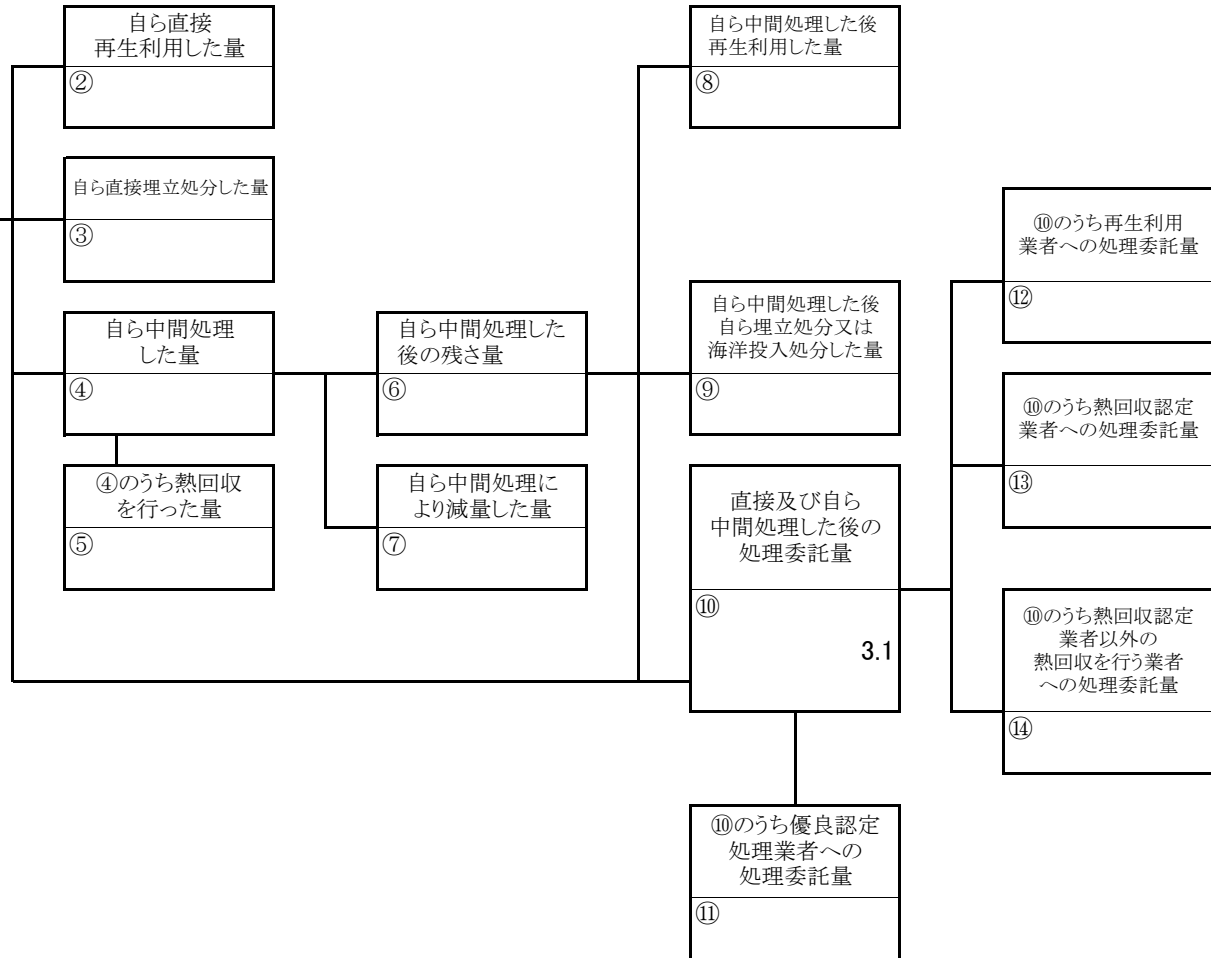 自ら直接
再生利用した量
②
自ら直接埋立処分した量
③
自ら中間処理
した量
④
④のうち熱回収
を行った量
⑤
自ら中間処理した
後の残さ量
⑥
自ら中間処理に
より減量した量
⑦
自ら中間処理した後
再生利用した量
⑧
自ら中間処理した後
自ら埋立処分又は
海洋投入処分した量
⑨
直接及び自ら
中間処理した後の
処理委託量
⑩
3.1
⑩のうち優良認定
処理業者への
処理委託量
⑪
⑩のうち再生利用
業者への処理委託量
⑫
⑩のうち熱回収認定
業者への処理委託量
⑬
⑩のうち熱回収認定
業者以外の
熱回収を行う業者
への処理委託量
⑭